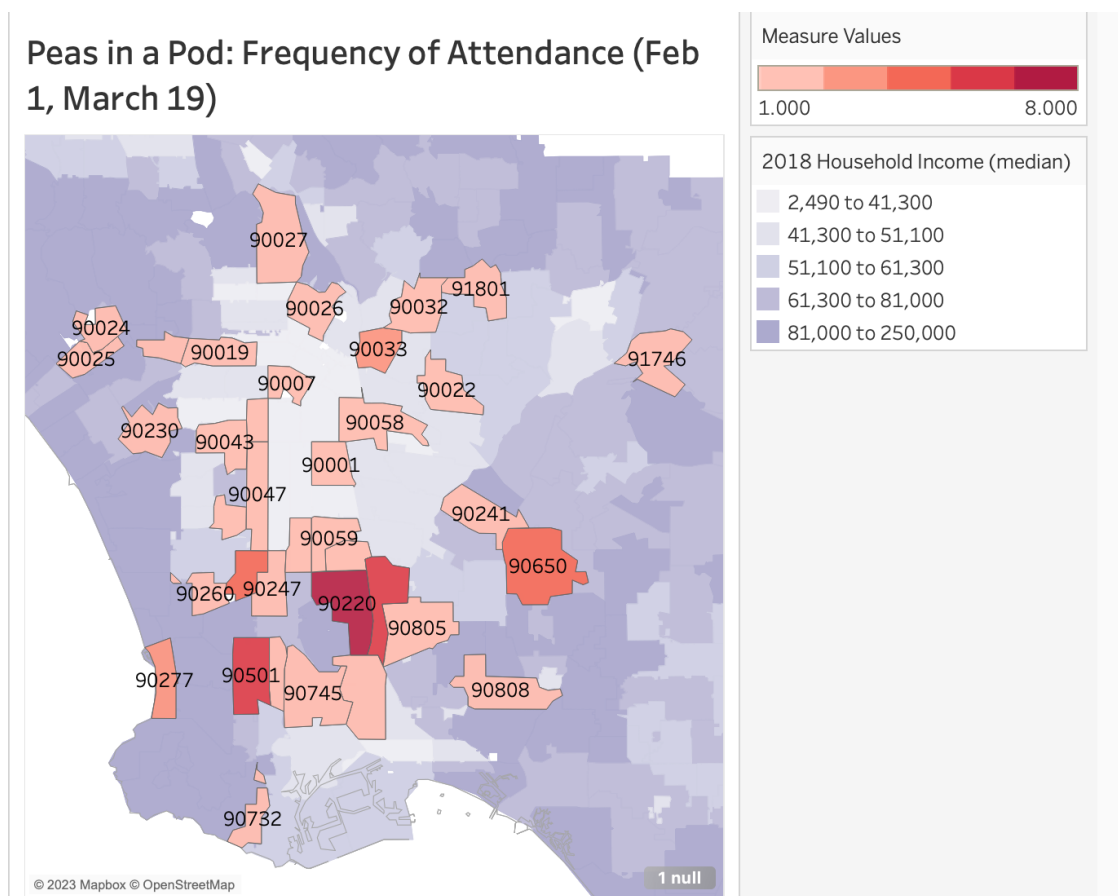 Peas in a Pod: Frequency of Attendance (Feb
1, March 19)
Measure Values
1.000
8.000
2018 Household Income (median)
2,490 to 41,300
41,300 to 51,100
51,100 to 61,300
61,300 to 81,000
81,000 to 250,000
90027
91801
90026
90032
90024
90033
90019
90025
91746
90007
90022
90058
90230
90043
90001
90047
90241
90059
90650
90260
90247
90220
90805
90277
90501
90745
90808
90732
© 2023 Mapbox © OpenStreetMap
1 null